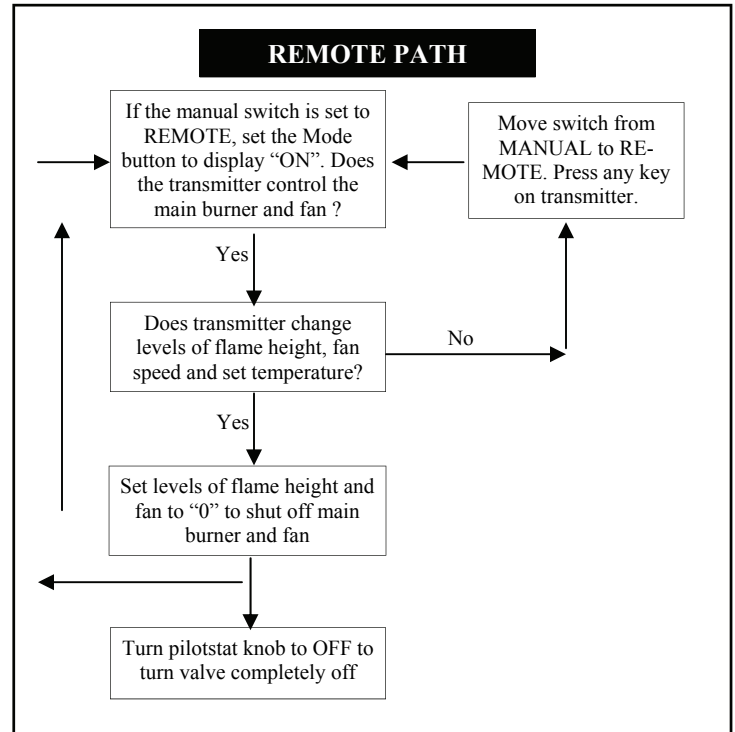 REMOTE PATH
If the manual switch is set to
REMOTE, set the Mode
button to display “ON”. Does
the transmitter control the
main burner and fan ?
Move switch from
MANUAL to RE-
MOTE. Press any key
on transmitter.
Yes
Does transmitter change
levels of flame height, fan
speed and set temperature?
No
Yes
Set levels of flame height and
fan to “0” to shut off main
burner and fan
Turn pilotstat knob to OFF to
turn valve completely off